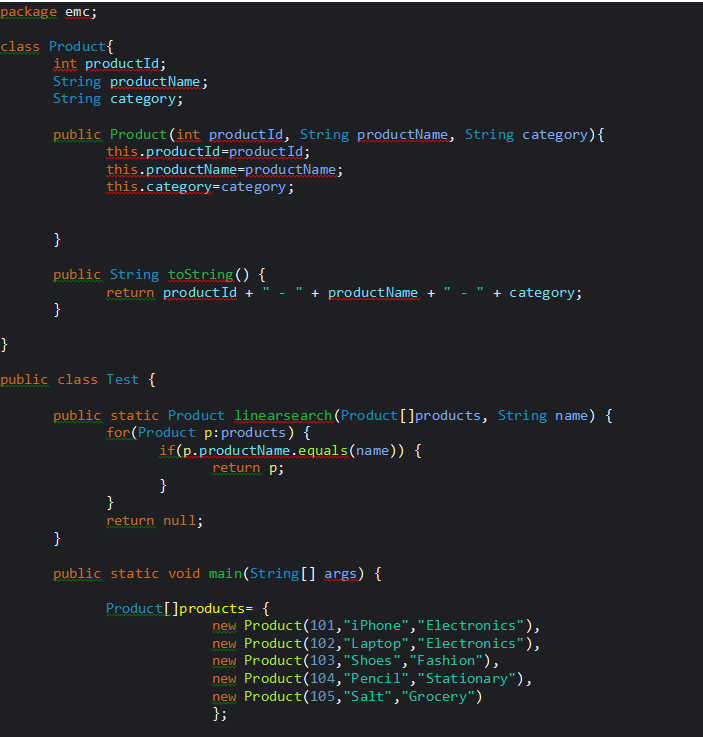 package emc;
class Product{
int productId;
String productName;
String category;
public Product(int productId, String productName, String category){
this.productId=productId;
this.productName=productName;
this.category=category;
}
public String toString() {
return productId + " - " + productName + " - " + category;
}
}
public class Test {
public static Product linearsearch(Product[]products, String name) {
for(Product p:products) {
if(p.productName.equals(name)) {
return p;
}
}
return null;
}
public static void main(String[] args) {
Product[]products= {
new Product(101,"iPhone","Electronics"),
new Product(102,"Laptop","Electronics"),
new Product(103,"Shoes","Fashion"),
new Product(104,"Pencil","Stationary"),
new Product(105,"Salt","Grocery")
};